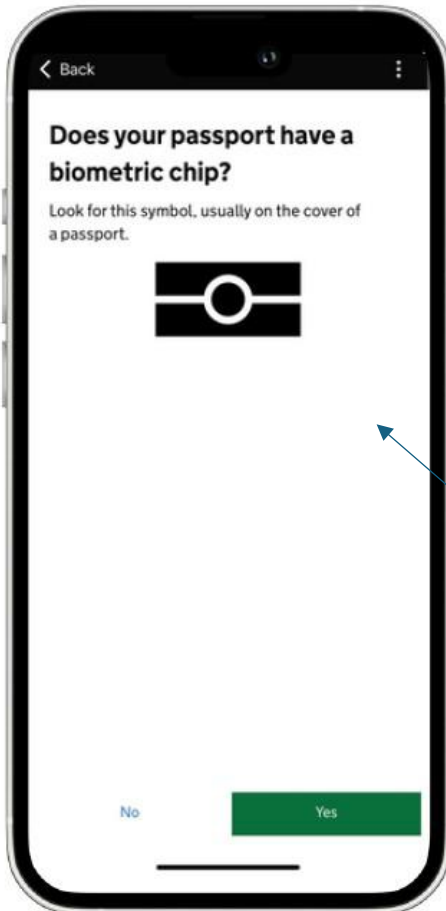 Back
Does your passport have a
biometric chip?
Look for this symbol, usually on the cover of
a passport.
No
Yes